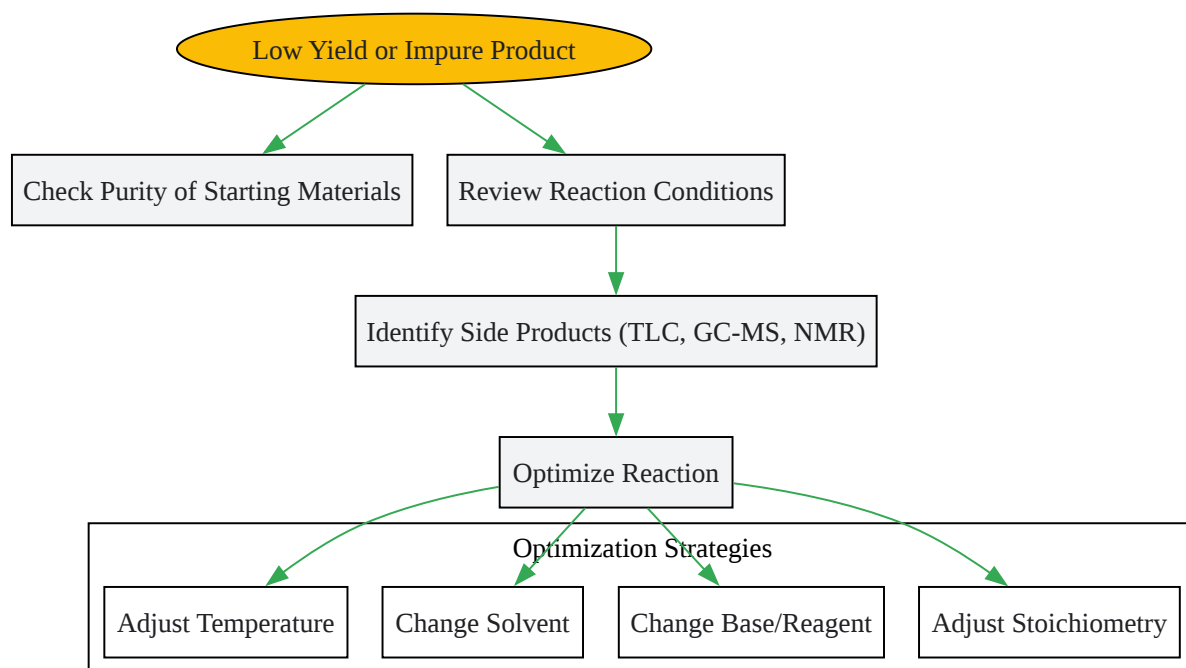 Low Yield or Impure Product
Check Purity of Starting Materials
Review Reaction Conditions
Identify Side Products (TLC, GC-MS, NMR)
Optimize Reaction
Optimization Strategies
Adjust Temperature
Change Solvent
Change Base/Reagent
Adjust Stoichiometry